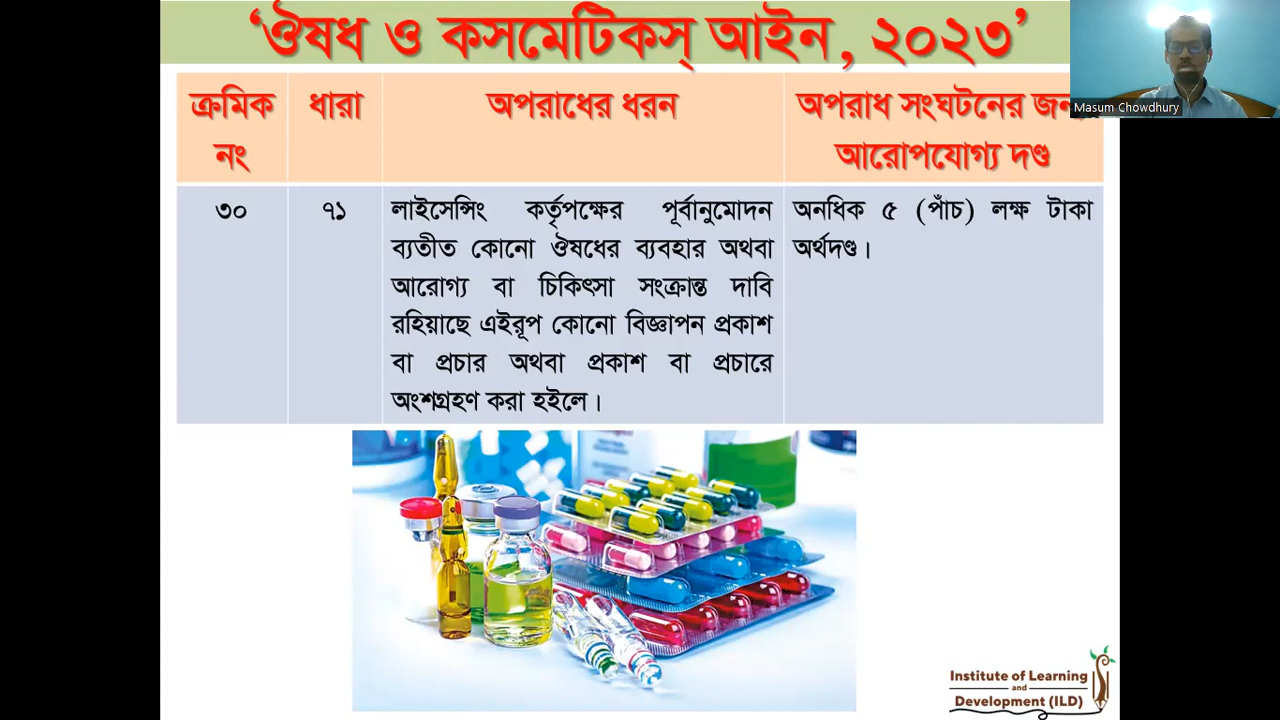 ‘ঔষধ ও কসমেটিকস্ আইন, ২০২৩’
Masum Chowdhury
ক্রমিক নং
ধারা
অপরাধের ধরন
অপরাধ সংঘটনের
আরোপযোগ্য দণ্ড
৩০
৭১
লাইসেন্সিং কর্তৃপক্ষের পূর্বানুমোদন
ব্যতীত কোনো ঔষধের ব্যবহার অথবা
আরোগ্য বা চিকিৎসা সংক্রান্ত দাবি
রহিয়াছে এইরূপ কোনো বিজ্ঞাপন প্রকাশ
বা প্রচার অথবা প্রকাশ বা প্রচারে
অংশগ্রহণ করা হইলে।
অনধিক ৫ (পাঁচ) লক্ষ টাকা
অর্থদণ্ড।
Institute of Learning
and
Development (ILD)